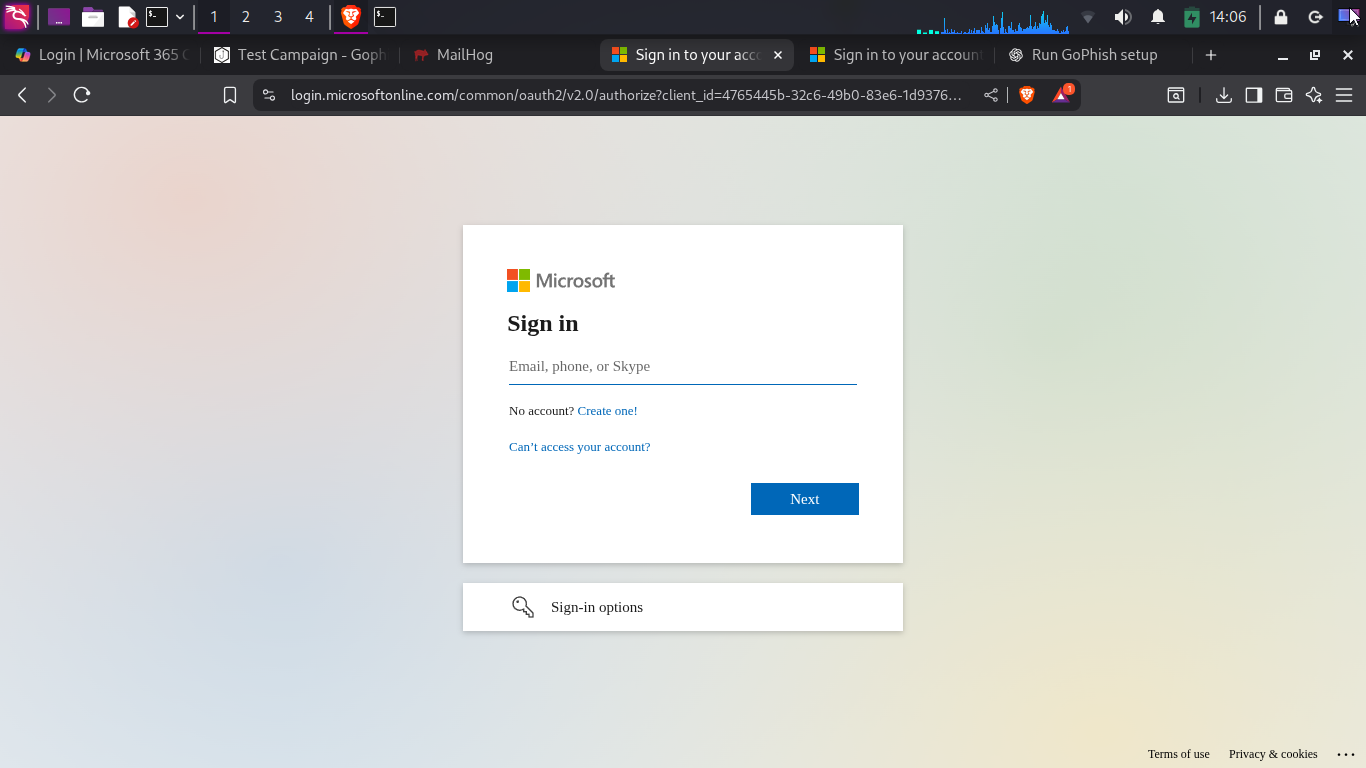 1 2 3 4 14:06
Login | Microsoft 365 C Test Campaign - Goph MailHog Sign in to your acco Sign in to your account Run GoPhish setup
login.microsoftonline.com/common/oauth2/v2.0/authorize?client_id=4765445b-32c6-49b0-83e6-1d9376... 1
Microsoft
Sign in
Email, phone, or Skype
No account? Create one!
Can’t access your account?
Next
Sign-in options
Terms of use Privacy & cookies ...